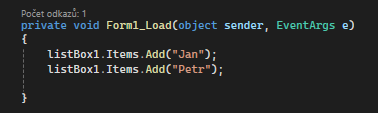 Počet odkazů: 1
private void Form1_Load(object sender, EventArgs e)
{
    listBox1.Items.Add("Jan");
    listBox1.Items.Add("Petr");
}